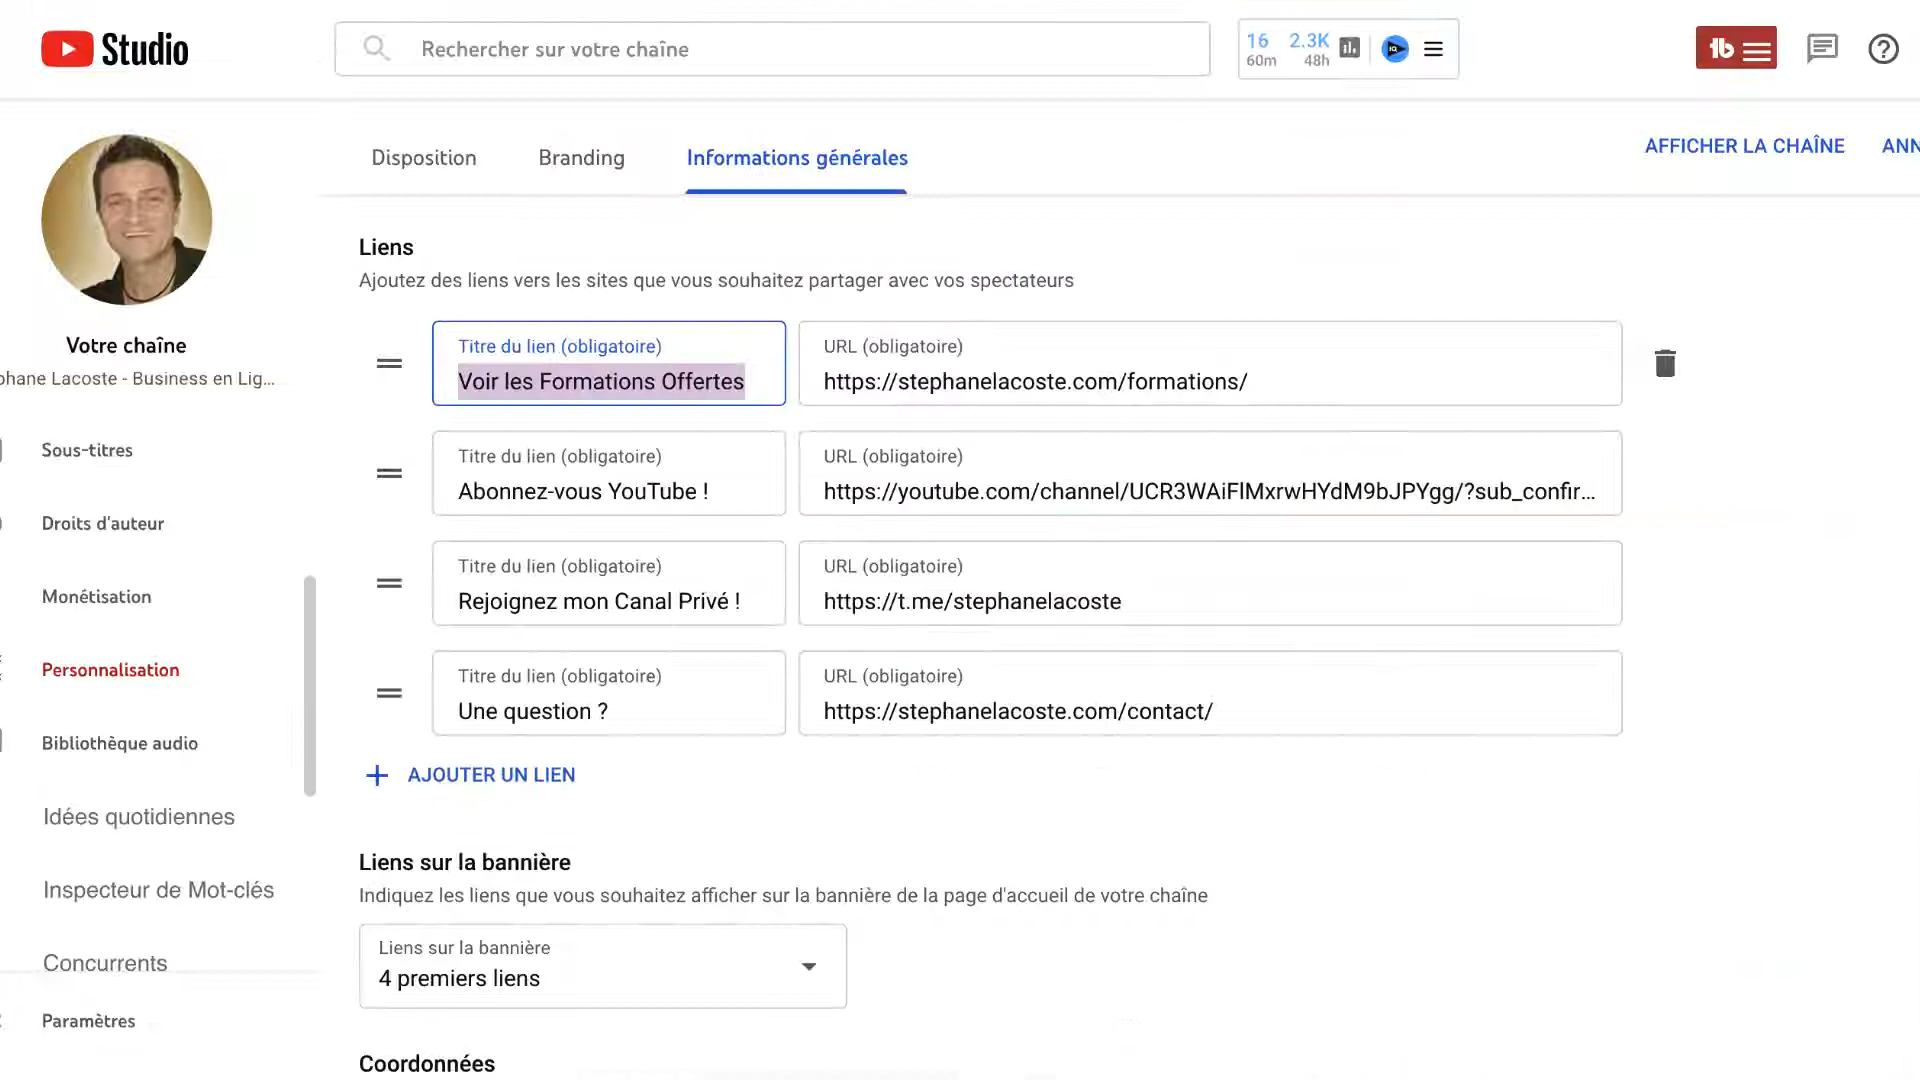 Studio
Rechercher sur votre chaîne
16 2.3K
60m 48h
Disposition Branding Informations générales
AFFICHER LA CHAÎNE ANN
Votre chaîne
phane Lacoste - Business en Lig...
Sous-titres
Droits d'auteur
Monétisation
Personnalisation
Bibliothèque audio
Idées quotidiennes
Inspecteur de Mot-clés
Concurrents
Paramètres
Liens
Ajoutez des liens vers les sites que vous souhaitez partager avec vos spectateurs
Titre du lien (obligatoire) URL (obligatoire)
Voir les Formations Offertes https://stephanelacoste.com/formations/
Titre du lien (obligatoire) URL (obligatoire)
Abonnez-vous YouTube ! https://youtube.com/channel/UCR3WAiFlMxrwHYdM9bJPYgg/?sub_confir...
Titre du lien (obligatoire) URL (obligatoire)
Rejoignez mon Canal Privé ! https://t.me/stephanelacoste
Titre du lien (obligatoire) URL (obligatoire)
Une question ? https://stephanelacoste.com/contact/
AJOUTER UN LIEN
Liens sur la bannière
Indiquez les liens que vous souhaitez afficher sur la bannière de la page d'accueil de votre chaîne
Liens sur la bannière
4 premiers liens
Coordonnées